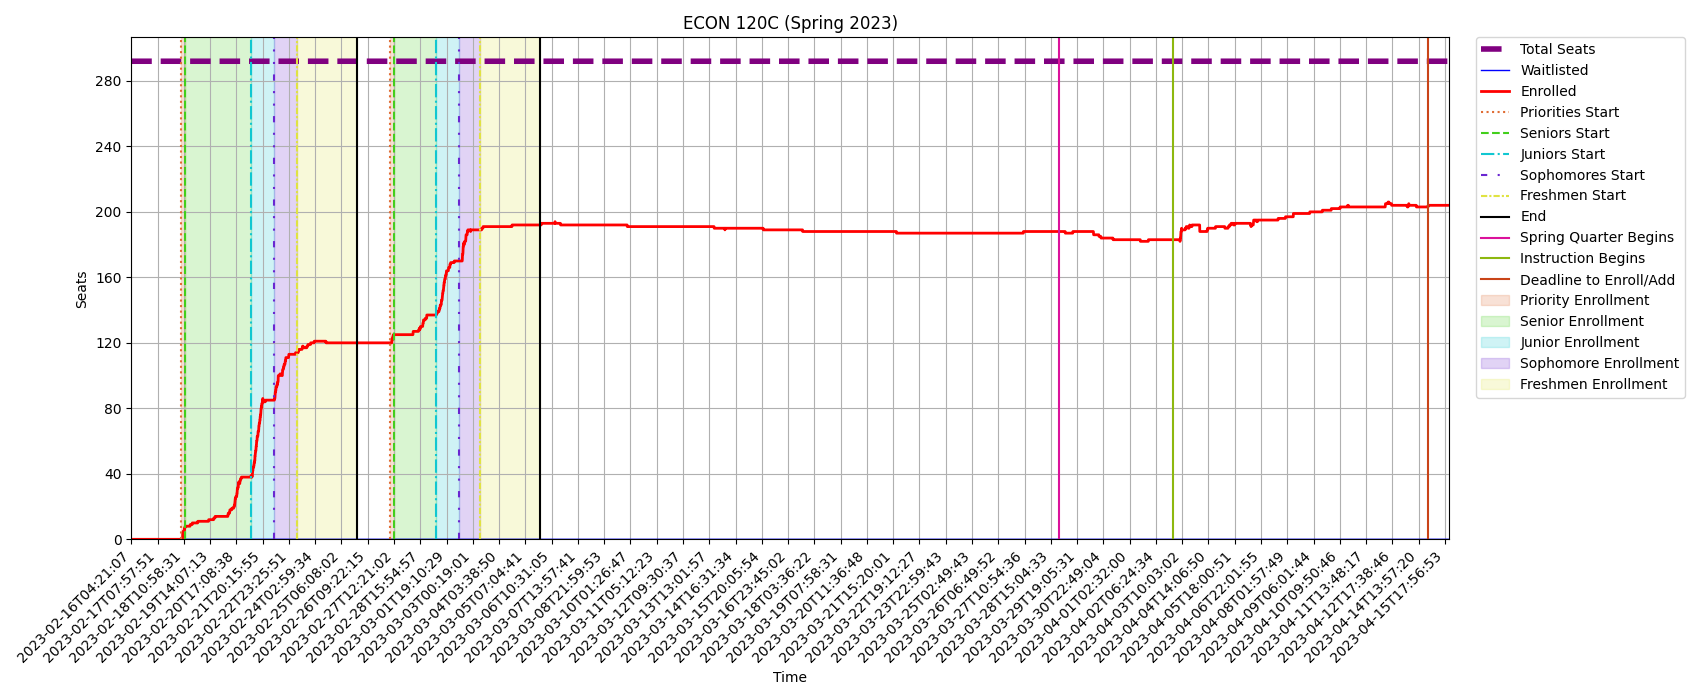 ECON 120C (Spring 2023)
Seats
280
240
200
160
120
80
40
0
2023-02-16T04:21:07
2023-02-17T07:57:51
2023-02-18T10:58:31
2023-02-19T14:07:13
2023-02-20T17:08:38
2023-02-21T20:15:55
2023-02-22T23:25:51
2023-02-24T02:59:34
2023-02-25T06:08:02
2023-02-26T09:22:15
2023-02-27T12:21:02
2023-02-28T15:54:57
2023-03-01T19:10:29
2023-03-03T00:19:01
2023-03-04T03:38:50
2023-03-05T07:04:41
2023-03-06T10:31:05
2023-03-07T13:57:41
2023-03-08T21:59:53
2023-03-10T01:26:47
2023-03-11T05:12:23
2023-03-12T09:30:37
2023-03-13T13:01:57
2023-03-14T16:31:34
2023-03-15T20:05:54
2023-03-16T23:45:02
2023-03-18T03:36:22
2023-03-19T07:58:31
2023-03-20T11:36:48
2023-03-21T15:20:01
2023-03-22T19:12:27
2023-03-23T22:59:43
2023-03-25T02:49:43
2023-03-26T06:49:52
2023-03-27T10:54:36
2023-03-28T15:04:33
2023-03-29T19:05:31
2023-03-30T22:49:04
2023-04-01T02:32:00
2023-04-02T06:24:34
2023-04-03T10:03:02
2023-04-04T14:06:50
2023-04-05T18:00:51
2023-04-06T22:01:55
2023-04-08T01:57:49
2023-04-09T06:01:44
2023-04-10T09:50:46
2023-04-11T13:48:17
2023-04-12T17:38:46
2023-04-14T13:57:20
2023-04-15T17:56:53
Time
Total Seats
Waitlisted
Enrolled
Priorities Start
Seniors Start
Juniors Start
Sophomores Start
Freshmen Start
End
Spring Quarter Begins
Instruction Begins
Deadline to Enroll/Add
Priority Enrollment
Senior Enrollment
Junior Enrollment
Sophomore Enrollment
Freshmen Enrollment